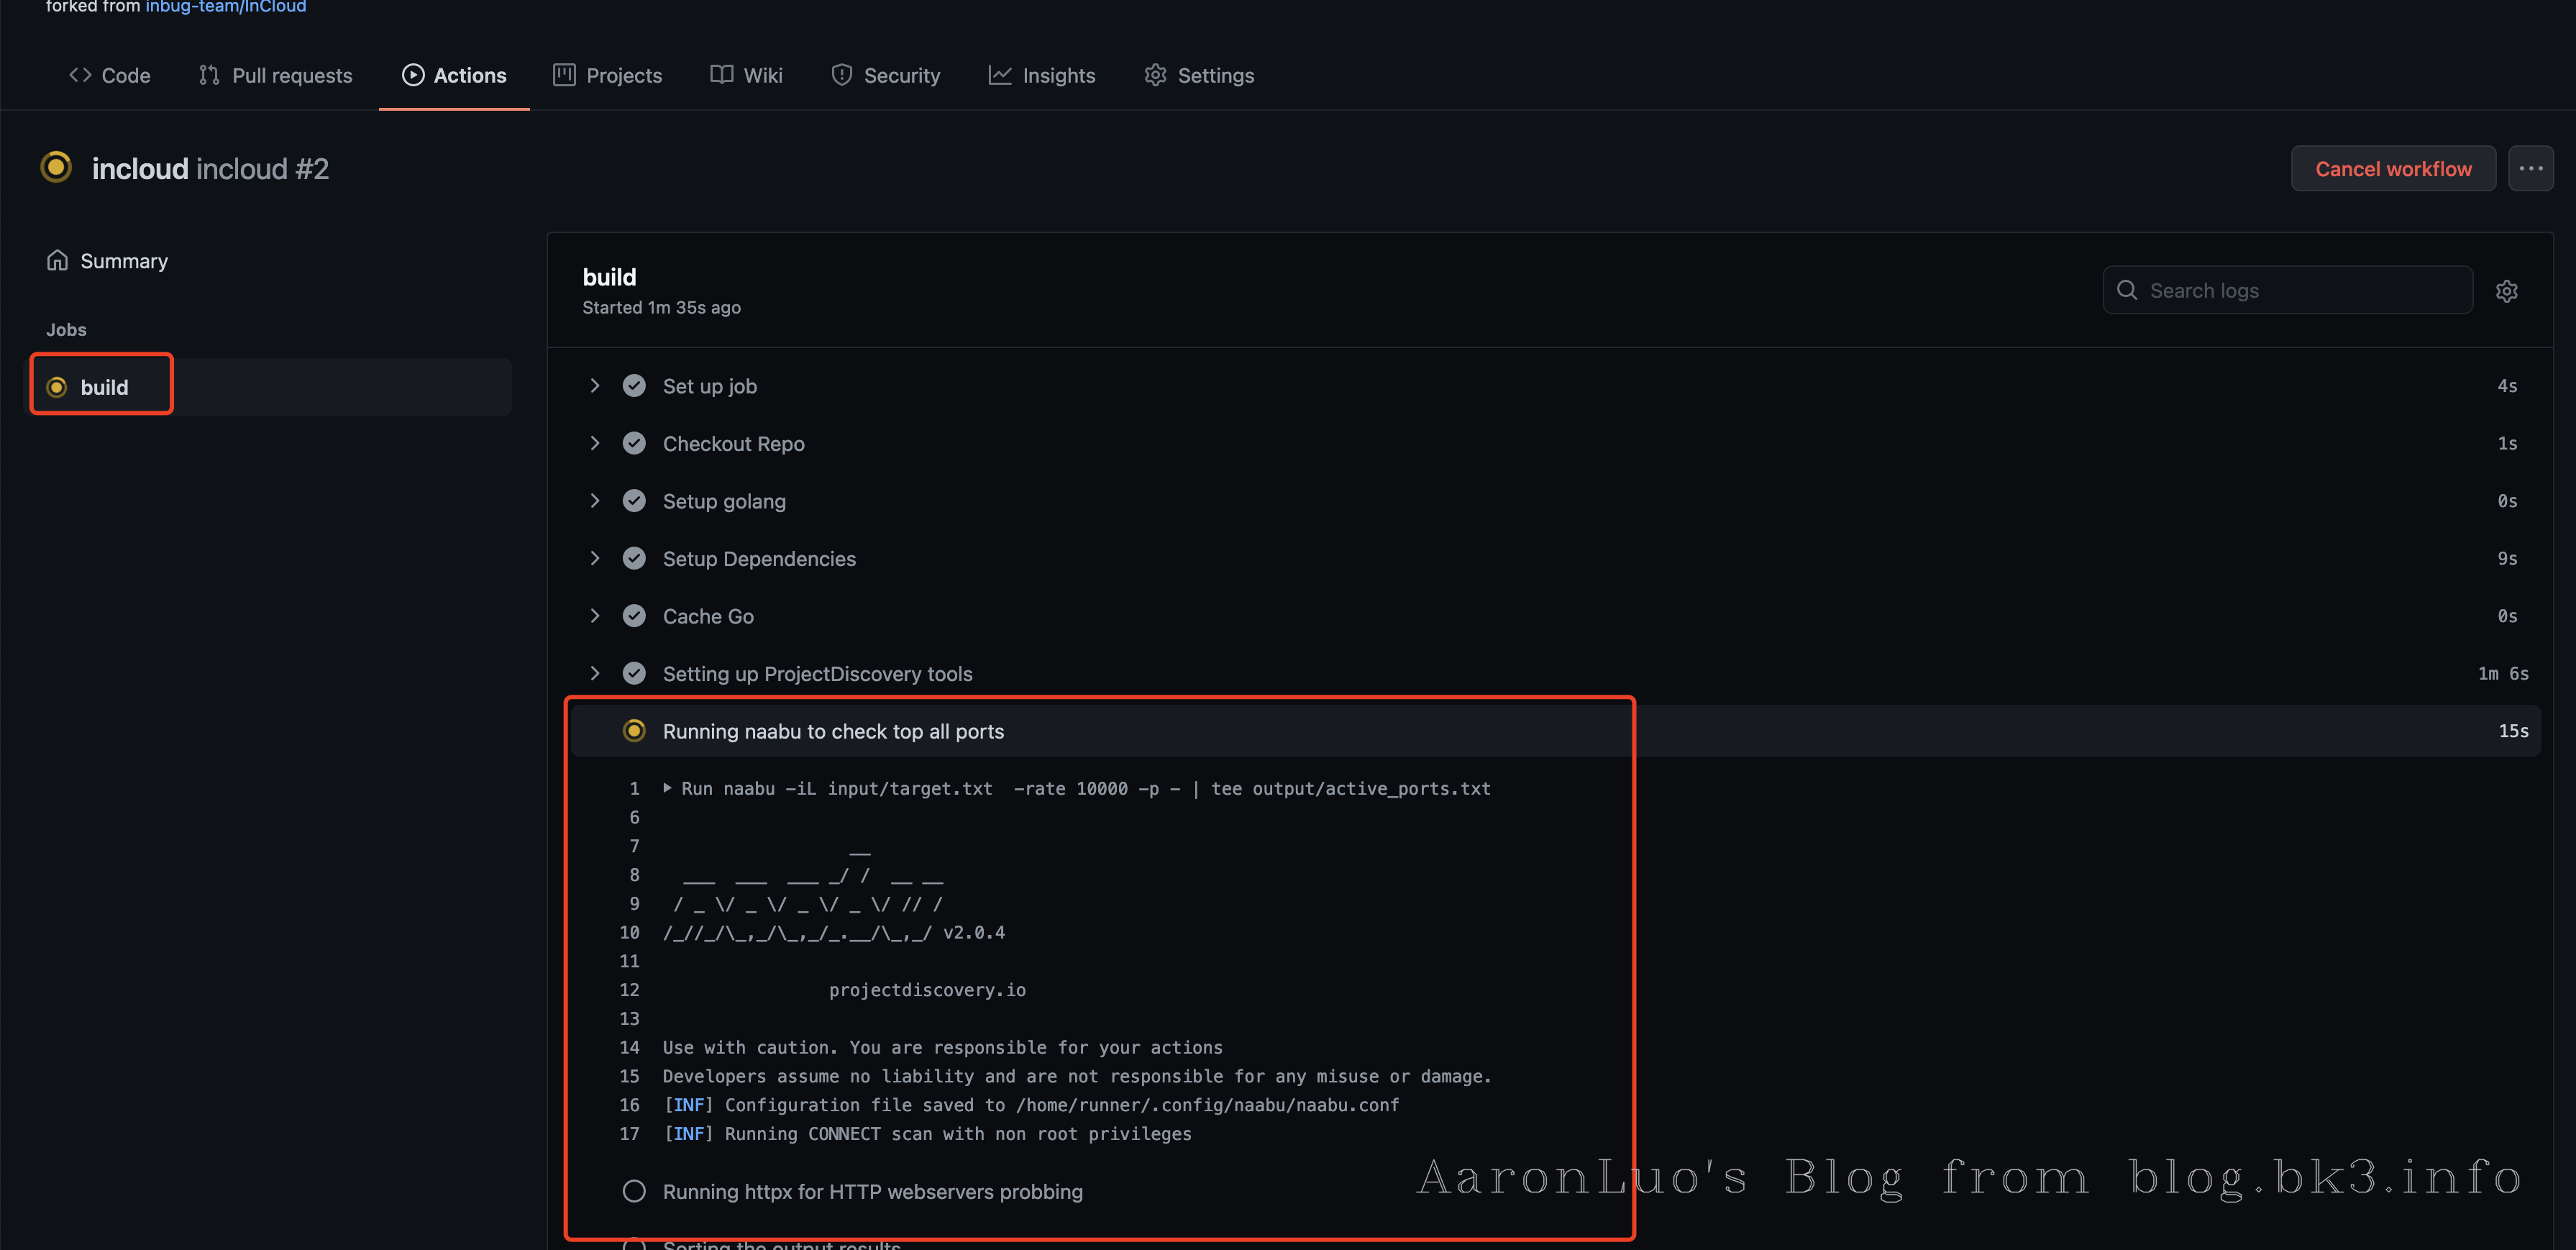 forked from inbug-team/InCloud
Code Pull requests Actions Projects Wiki Security Insights Settings
incloud incloud #2
Cancel workflow
Summary
Jobs
build
build
Started 1m 35s ago
Search logs
Set up job 4s
Checkout Repo 1s
Setup golang 0s
Setup Dependencies 9s
Cache Go 0s
Setting up ProjectDiscovery tools 1m 6s
Running naabu to check top all ports 15s
1 Run naabu -iL input/target.txt  -rate 10000 -p - | tee output/active_ports.txt
6
7                   __
8   ___  ___  ___ _/ /  __ __
9  / _ \/ _ \/ _ \/ _ \/ // /
10 /_//_/\_,_/\_,_/_.__/\_,_/ v2.0.4
11
12                 projectdiscovery.io
13
14 Use with caution. You are responsible for your actions
15 Developers assume no liability and are not responsible for any misuse or damage.
16 [INF] Configuration file saved to /home/runner/.config/naabu/naabu.conf
17 [INF] Running CONNECT scan with non root privileges
Running httpx for HTTP webservers probbing
AaronLuo's Blog from blog.bk3.info
Sorting the output results